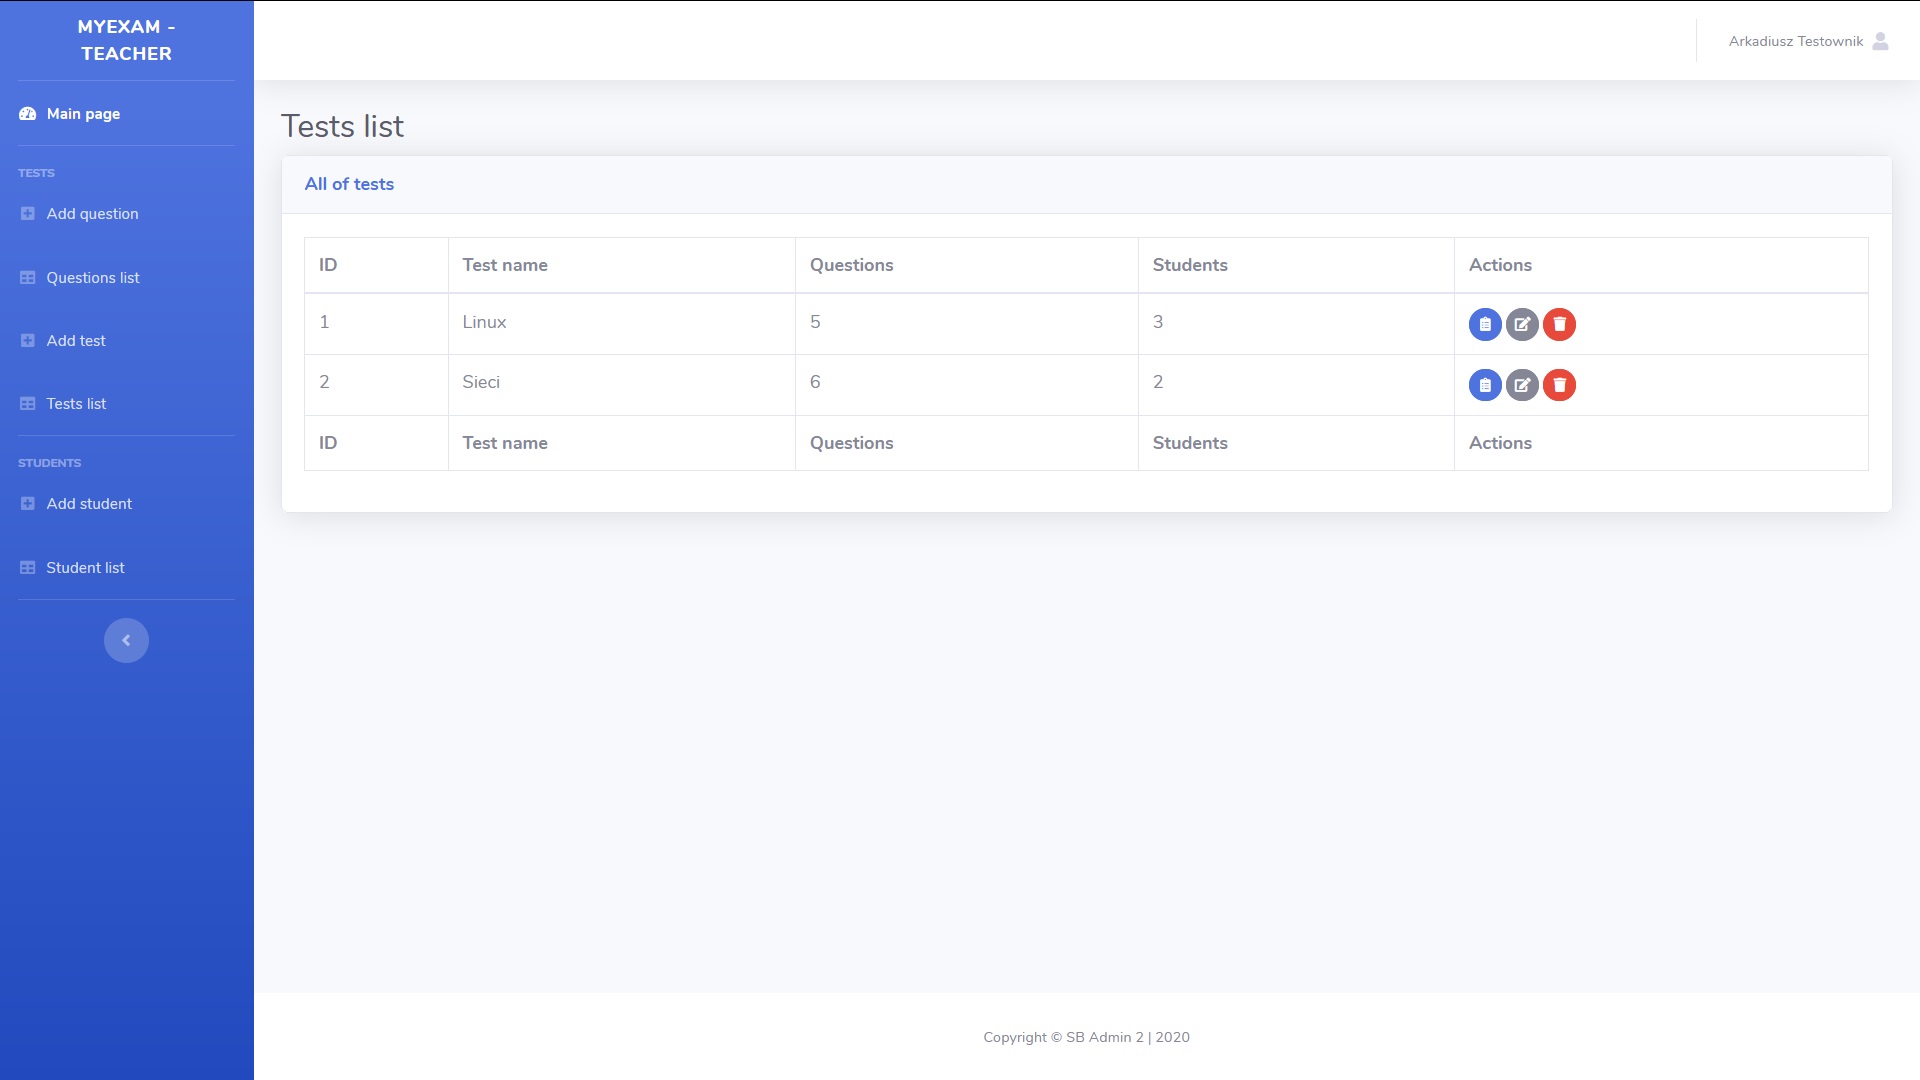 MYEXAM -
TEACHER
Arkadiusz Testownik
Main page
TESTS
Add question
Questions list
Add test
Tests list
STUDENTS
Add student
Student list
Tests list
All of tests
ID Test name Questions Students Actions
1 Linux 5 3
2 Sieci 6 2
ID Test name Questions Students Actions
Copyright © SB Admin 2 | 2020